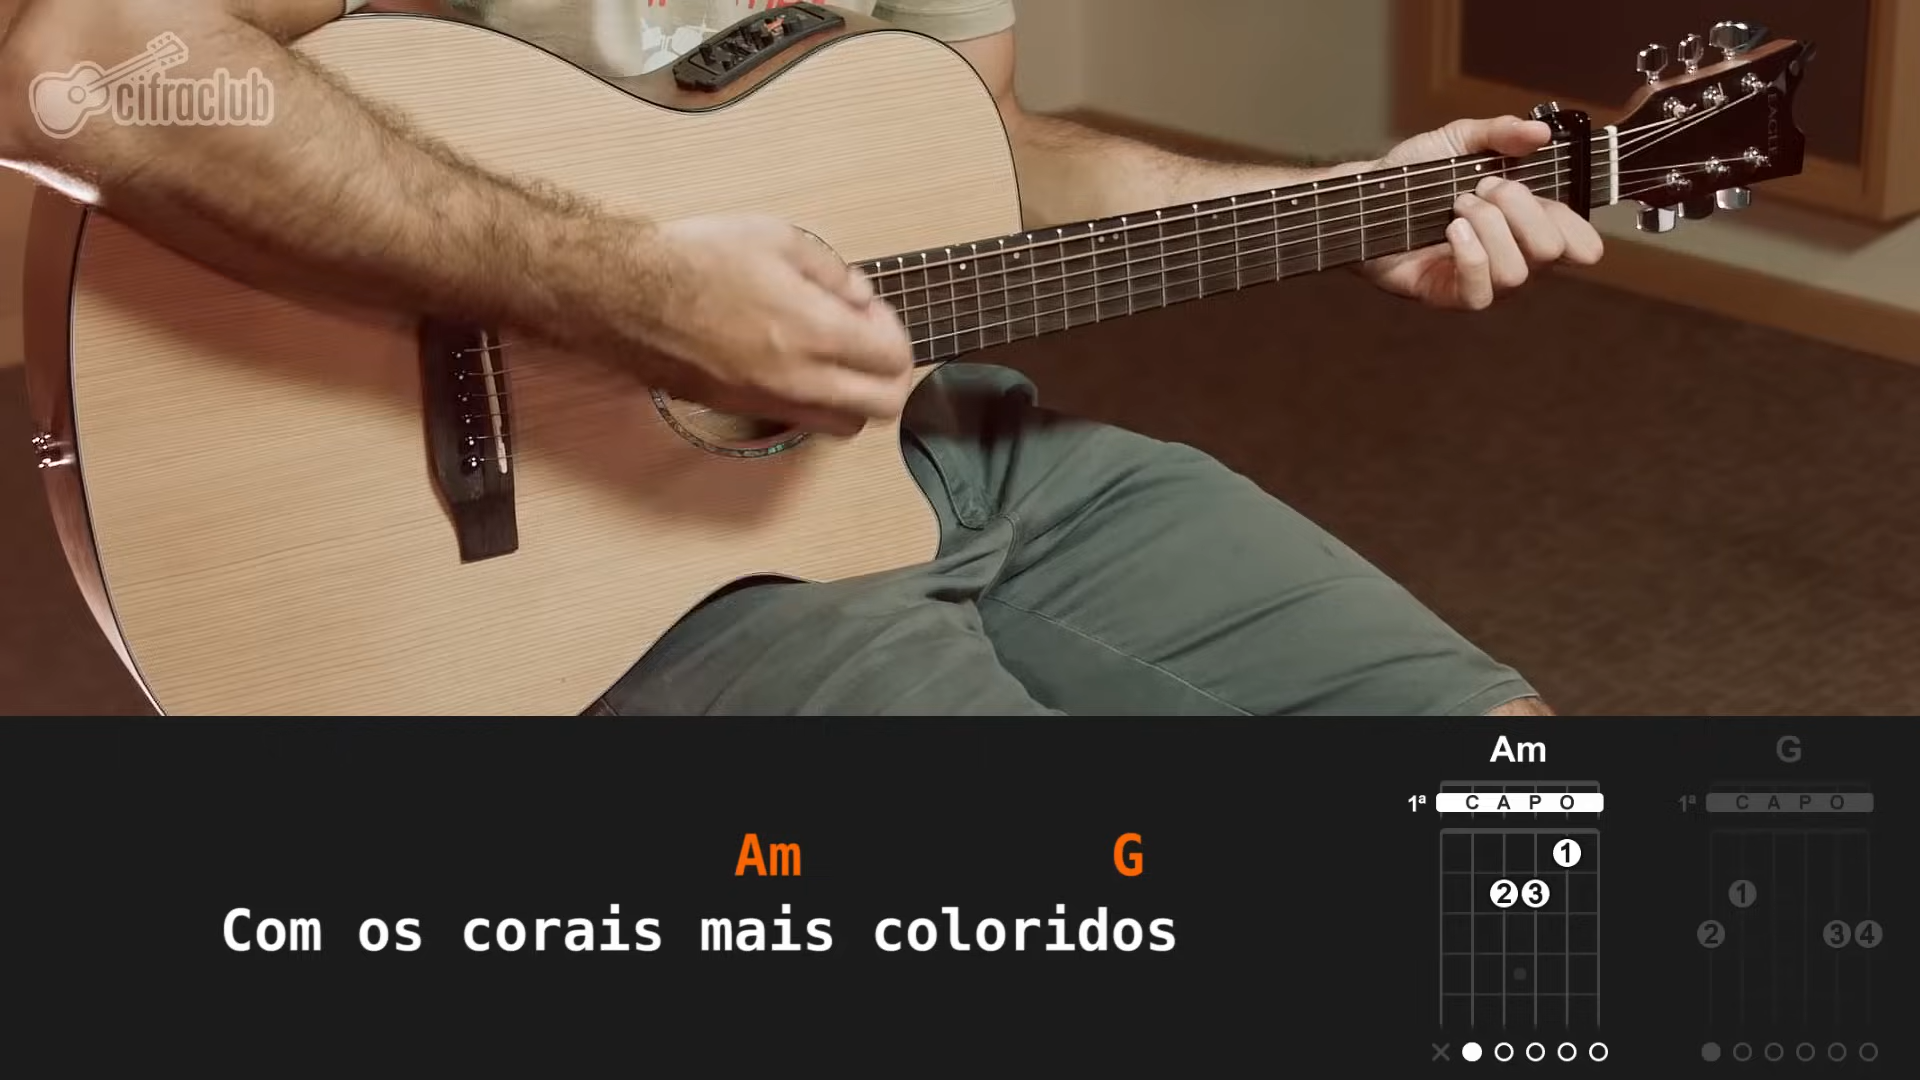 cifraclub
Am G
Com os corais mais coloridos
Am
1ª C A P O
1
2 3
G
1ª C A P O
1
2 3 4